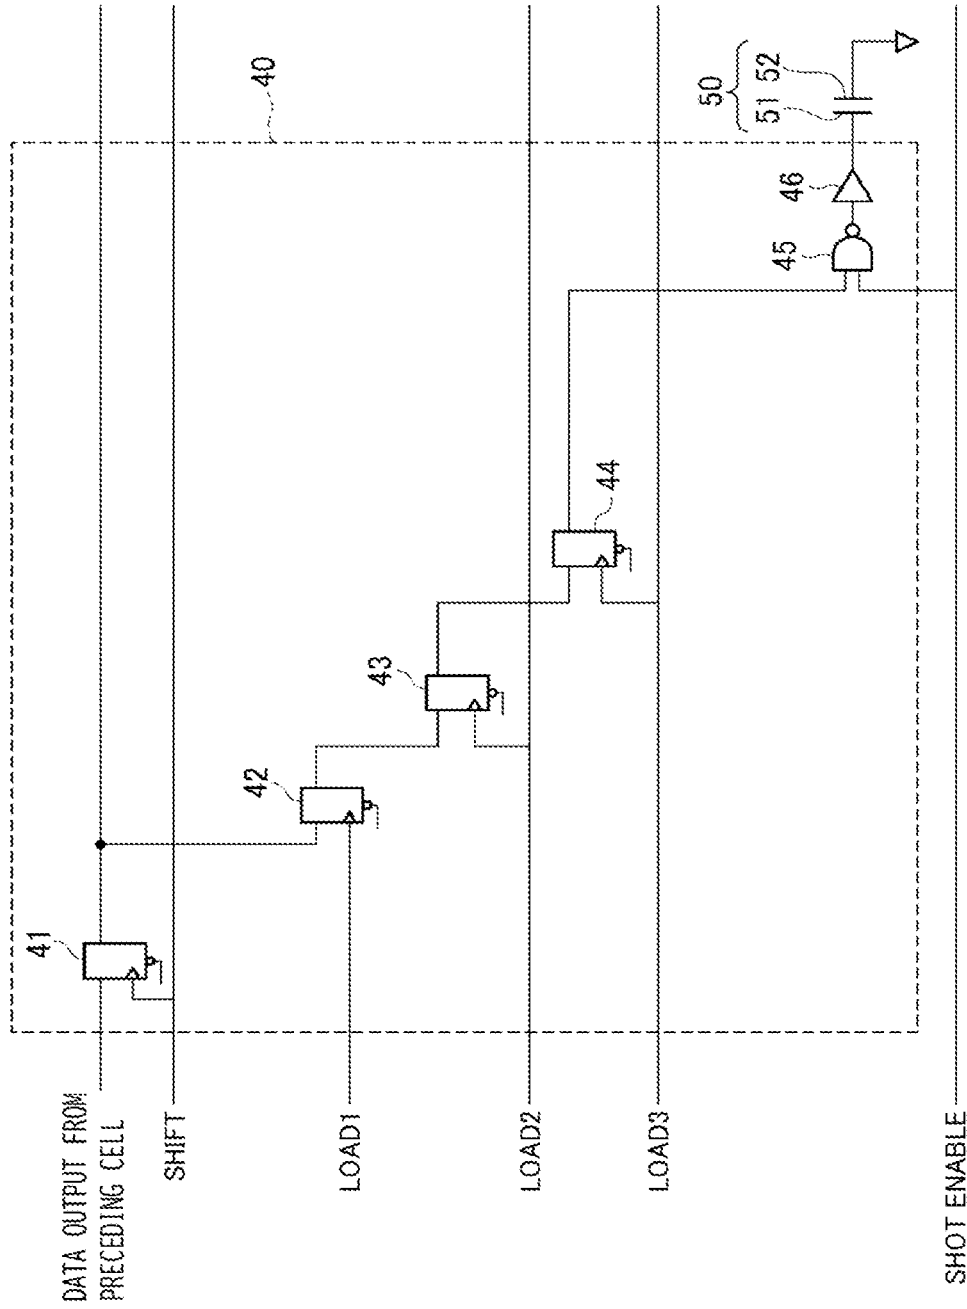 DATA OUTPUT FROM
PRECEDING CELL
SHIFT
LOAD1
LOAD2
LOAD3
SHOT ENABLE
41
42
43
44
45
46
40
50
51 52